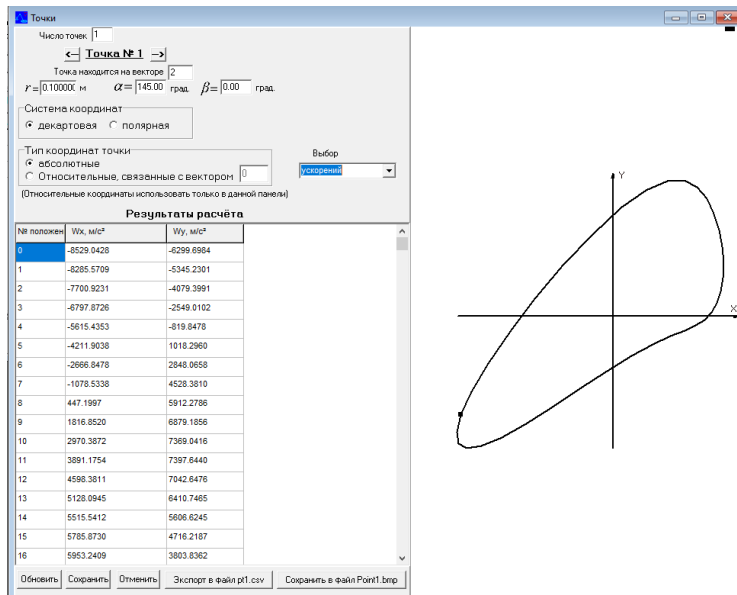 Точки
Число точек 1
<-- Точка № 1 -->
Точка находится на векторе 2
r = 0.1000 м α = 145.00 град. β = 0.00 град.
Система координат
декартовая полярная
Тип координат точки
абсолютные
Относительные, связанные с вектором 0
(Относительные координаты использовать только в данной панели)
Выбор
ускорений
Результаты расчёта
№ положен Wx, м/с² Wy, м/с²
0 -8529.0428 -6299.6984
1 -8285.5709 -5345.2301
2 -7700.9231 -4079.3991
3 -6797.8726 -2549.0102
4 -5615.4353 -819.8478
5 -4211.9038 1018.2960
6 -2666.8478 2848.0658
7 -1078.5338 4528.3810
8 447.1997 5912.2786
9 1816.8520 6879.1856
10 2970.3872 7369.0416
11 3891.1754 7397.6440
12 4598.3811 7042.6476
13 5128.0945 6410.7465
14 5515.5412 5606.6245
15 5785.8730 4716.2187
16 5953.2409 3803.8362
Обновить Сохранить Отменить Экспорт в файл pt1.csv Сохранить в файл Point1.bmp
Y
X